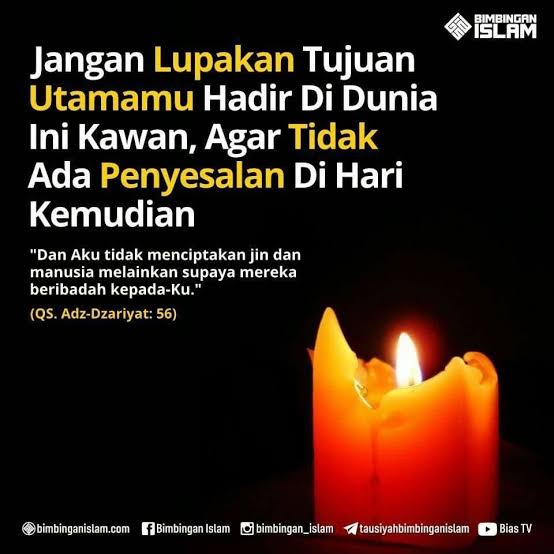 BIMBINGAN
ISLAM
Jangan Lupakan Tujuan
Utamamu Hadir Di Dunia
Ini Kawan, Agar Tidak
Ada Penyesalan Di Hari
Kemudian
"Dan Aku tidak menciptakan jin dan
manusia melainkan supaya mereka
beribadah kepada-Ku."
(QS. Adz-Dzariyat: 56)
bimbinganislam.com Bimbingan Islam bimbingan_islam tausiyahbimbinganislam Bias TV